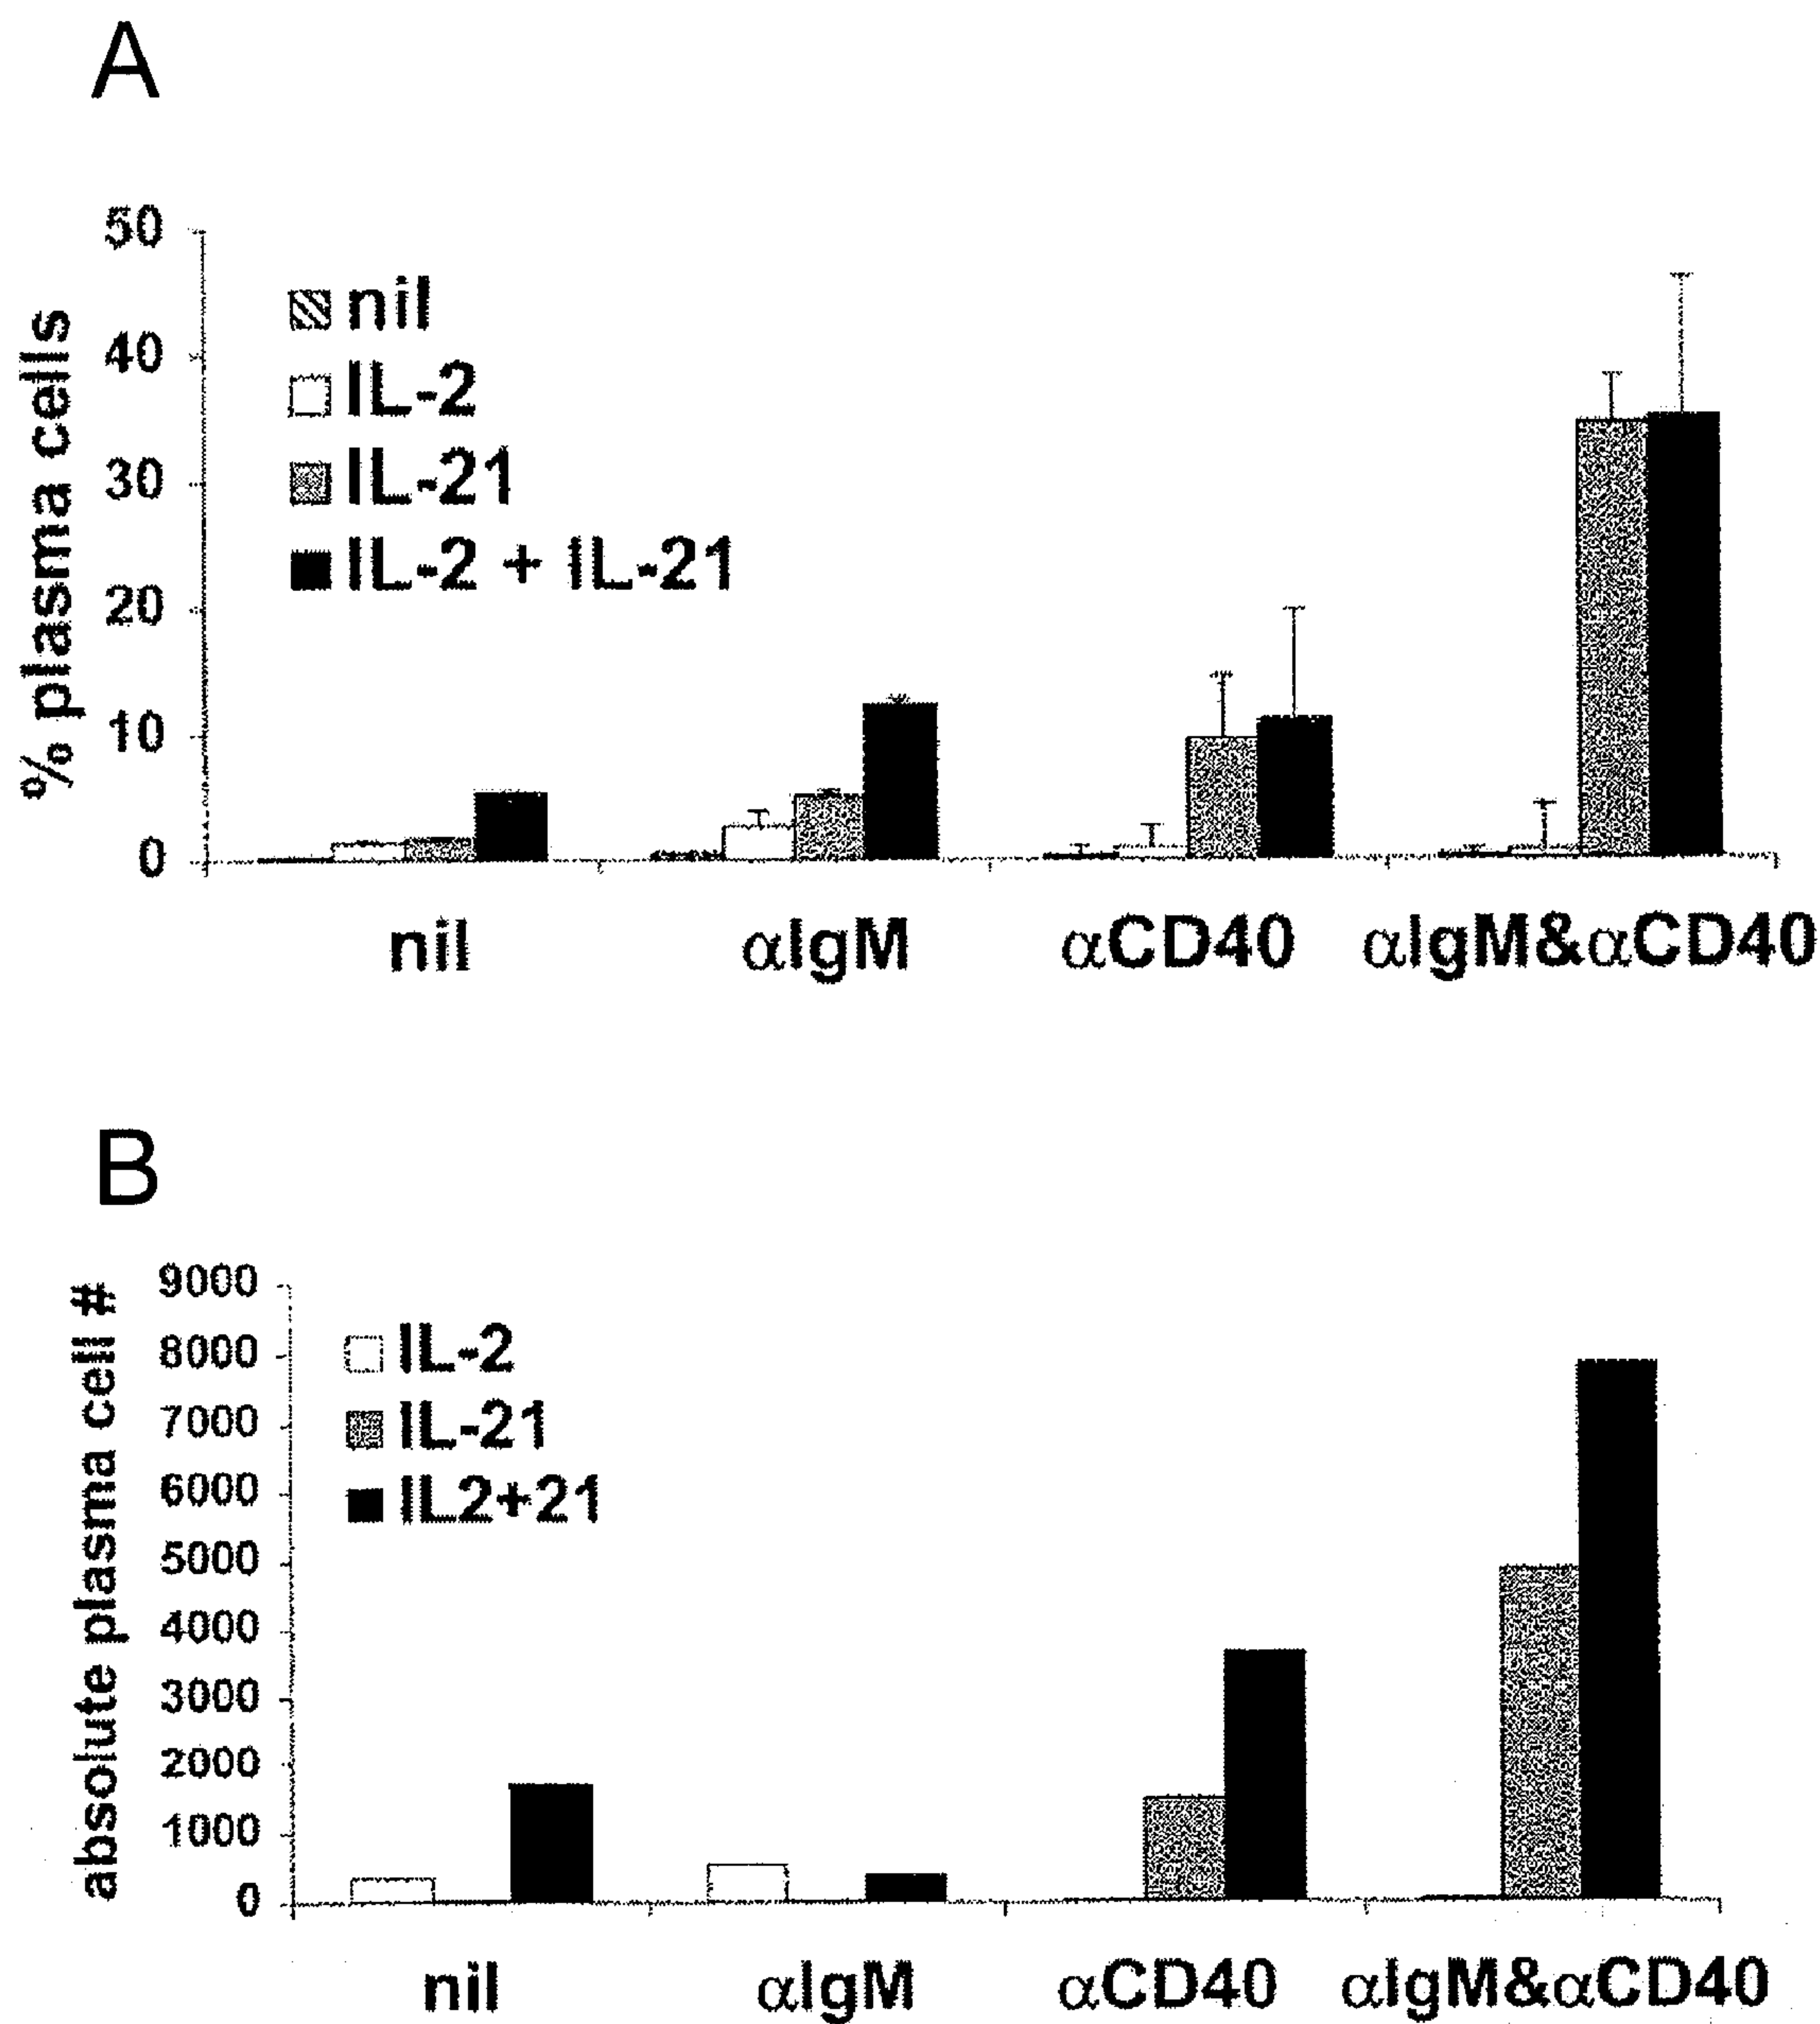 A
% plasma cells
50
40
30
20
10
0
nil
IL-2
IL-21
IL-2 + IL-21
nil
αIgM
αCD40
αIgM&αCD40
B
absolute plasma cell #
9000
8000
7000
6000
5000
4000
3000
2000
1000
0
IL-2
IL-21
IL2+21
nil
αIgM
αCD40
αIgM&αCD40